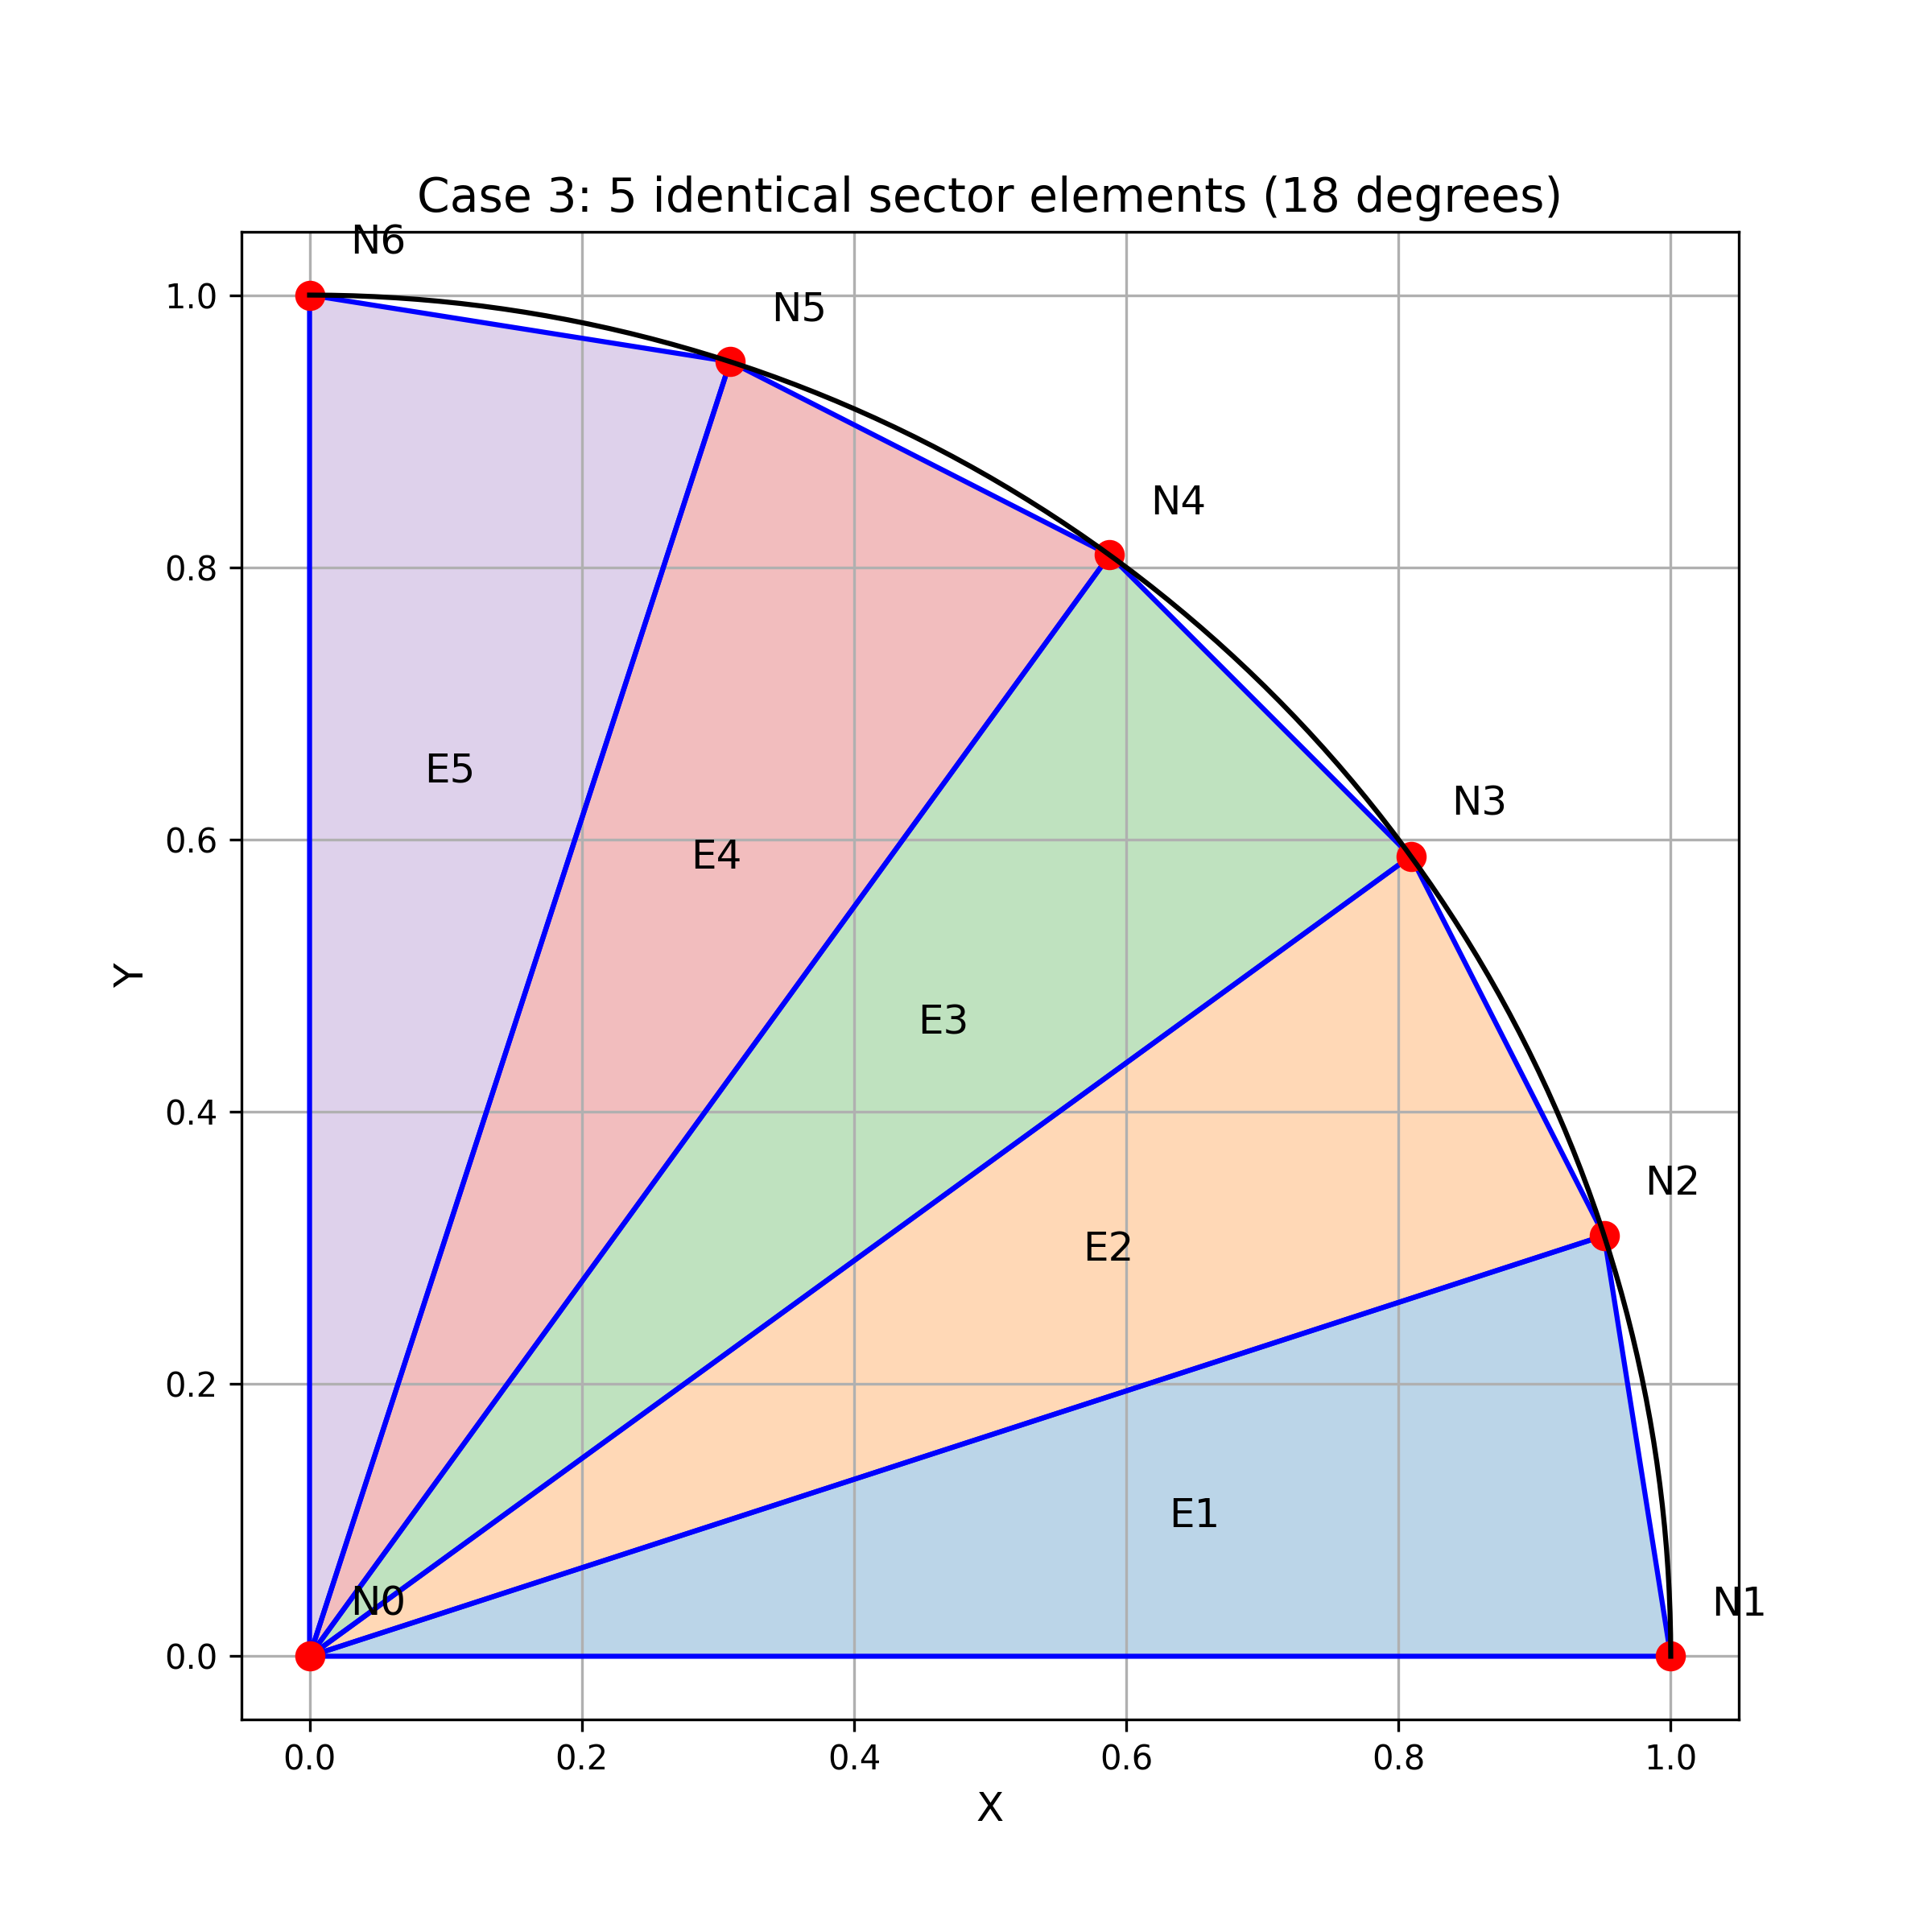 Case 3: 5 identical sector elements (18 degrees)
N6
1.0
N5
N4
0.8
E5
N3
0.6
E4
Y
E3
0.4
N2
E2
0.2
E1
N0
N1
0.0
0.0 0.2 0.4 0.6 0.8 1.0
X